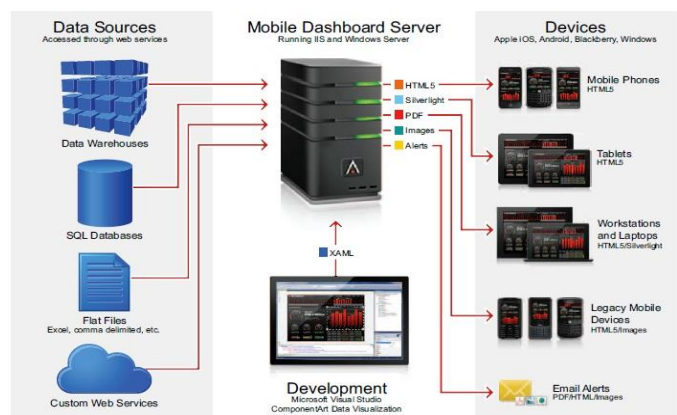 Data Sources
Accessed through web services
Data Warehouses
SQL Databases
Flat Files
Excel, comma delimited, etc.
Custom Web Services
Mobile Dashboard Server
Running IIS and Windows Server
HTML5
Silverlight
PDF
Images
Alerts
XAML
Development
Microsoft Visual Studio
ComponentArt Data Visualization
Devices
Apple iOS, Android, Blackberry, Windows
Mobile Phones
HTML5
Tablets
HTML5
Workstations
and Laptops
HTML5/Silverlight
Legacy Mobile
Devices
HTML5/Images
Email Alerts
PDF/HTML/Images